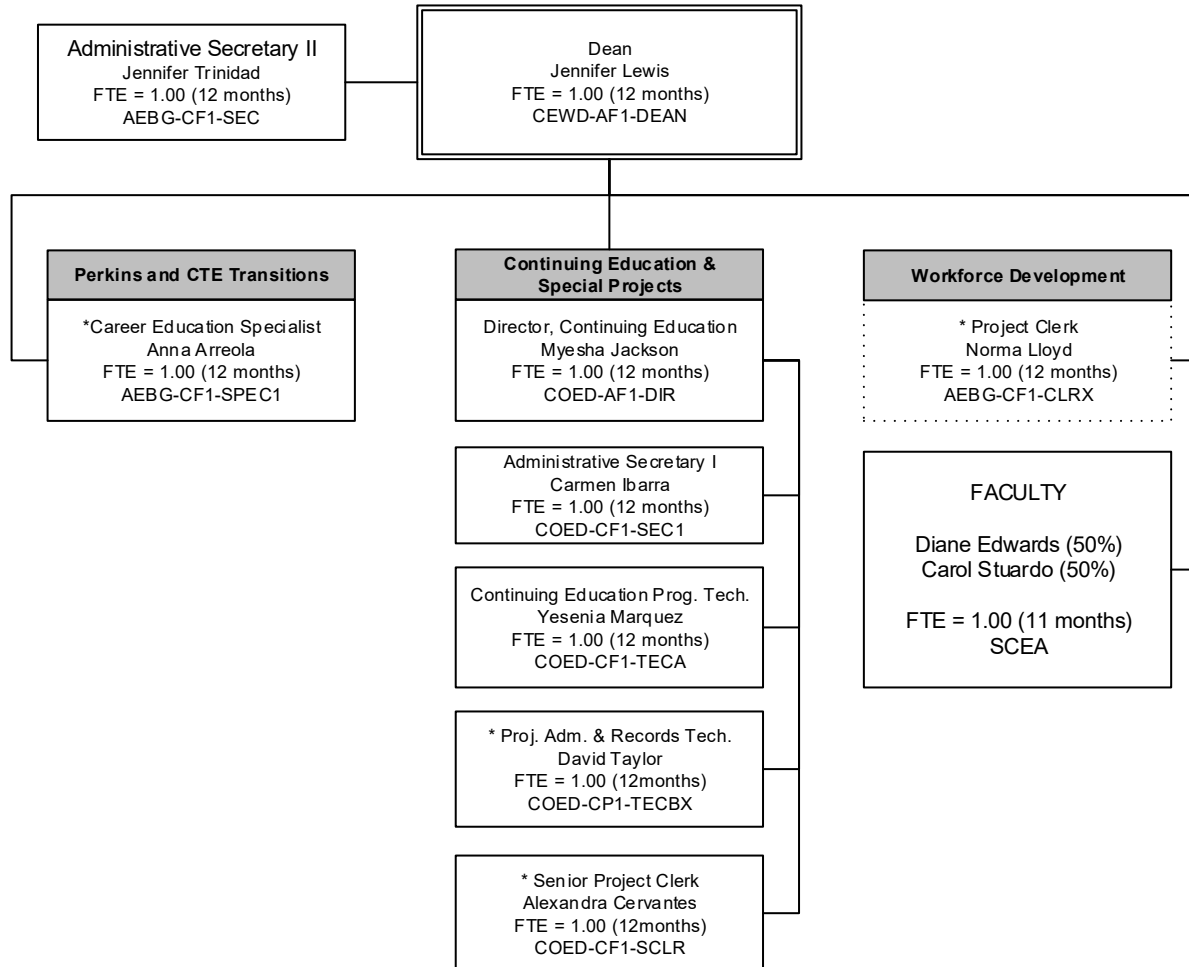 Administrative Secretary II
Jennifer Trinidad
FTE = 1.00 (12 months)
AEBG-CF1-SEC
Dean
Jennifer Lewis
FTE = 1.00 (12 months)
CEWD-AF1-DEAN
Perkins and CTE Transitions
*Career Education Specialist
Anna Arreola
FTE = 1.00 (12 months)
AEBG-CF1-SPEC1
Continuing Education &
Special Projects
Director, Continuing Education
Myesha Jackson
FTE = 1.00 (12 months)
COED-AF1-DIR
Administrative Secretary I
Carmen Ibarra
FTE = 1.00 (12 months)
COED-CF1-SEC1
Continuing Education Prog. Tech.
Yesenia Marquez
FTE = 1.00 (12 months)
COED-CF1-TECA
* Proj. Adm. & Records Tech.
David Taylor
FTE = 1.00 (12months)
COED-CP1-TECBX
* Senior Project Clerk
Alexandra Cervantes
FTE = 1.00 (12months)
COED-CF1-SCLR
Workforce Development
* Project Clerk
Norma Lloyd
FTE = 1.00 (12 months)
AEBG-CF1-CLRX
FACULTY
Diane Edwards (50%)
Carol Stuardo (50%)
FTE = 1.00 (11 months)
SCEA